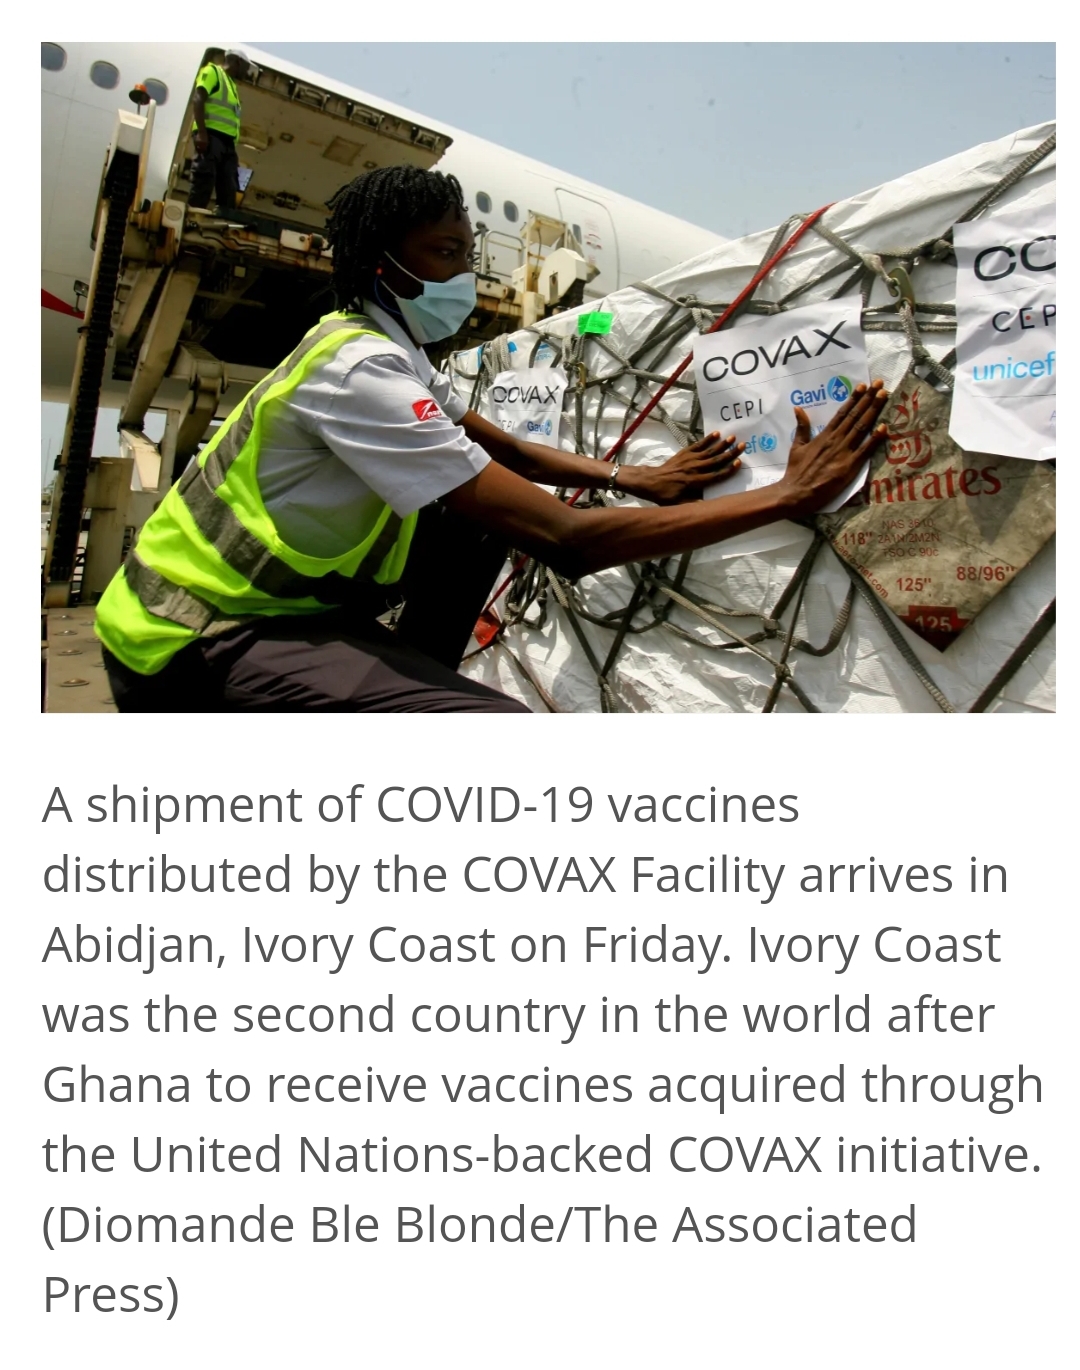 COVAX
CEPI
Gavi
COVAX
CEPI
Gavi
CEP
unicef
mirates
118"
125"
88/96"
125
A shipment of COVID-19 vaccines
distributed by the COVAX Facility arrives in
Abidjan, Ivory Coast on Friday. Ivory Coast
was the second country in the world after
Ghana to receive vaccines acquired through
the United Nations-backed COVAX initiative.
(Diomande Ble Blonde/The Associated
Press)